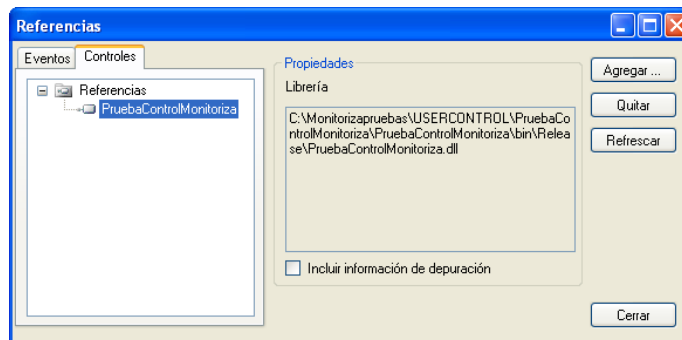 Referencias
Eventos
Controles
Referencias
PruebaControlMonitoriza
Propiedades
Librería
C:\Monitorizapruebas\USERCONTROL\PruebaCo
ntrolMonitoriza\PruebaControlMonitoriza\bin\Relea
se\PruebaControlMonitoriza.dll
Incluir información de depuración
Agregar ...
Quitar
Refrescar
Cerrar